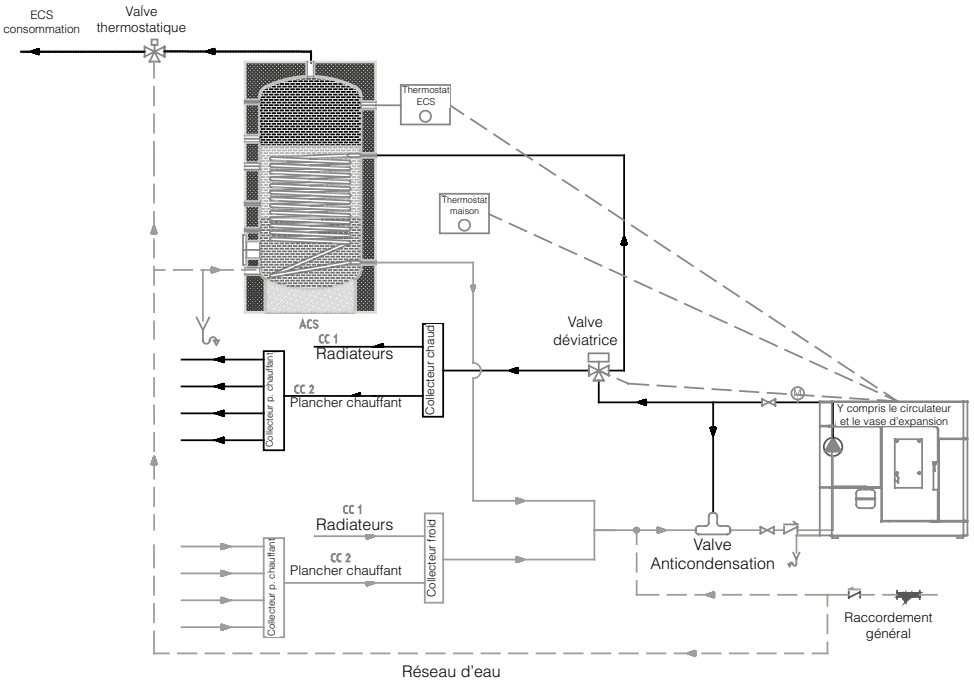 ECS
consommation
Valve
thermostatique
Thermostat
ECS
Thermostat
maison
ACS
Valve
déviatrice
CC 1
Radiateurs
CC 2
Plancher chauffant
Collecteur p. chauffant
Collecteur chaud
M
Y compris le circulateur
et le vase d'expansion
CC 1
Radiateurs
CC 2
Plancher chauffant
Collecteur p. chauffant
Collecteur froid
Valve
Anticondensation
Raccordement
général
Réseau d'eau